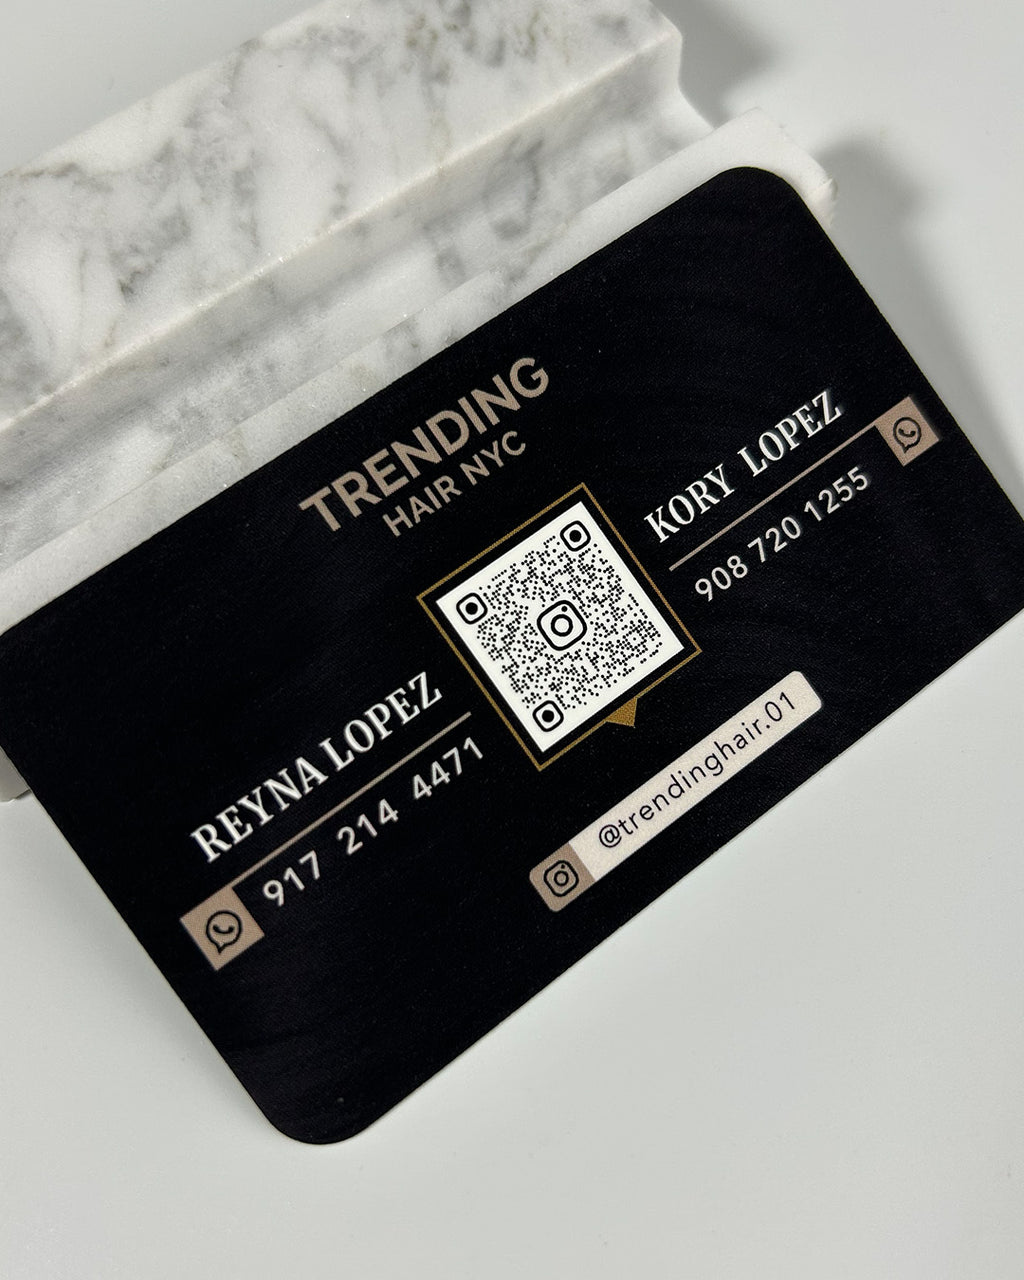 TRENDING
HAIR NYC
REYNA LOPEZ
917 214 4471
KORY LOPEZ
908 720 1255
@trendinghair.01